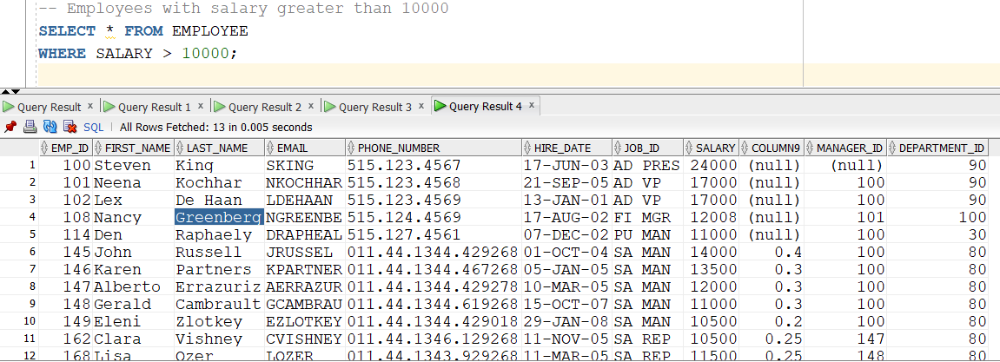 -- Employees with salary greater than 10000
SELECT * FROM EMPLOYEE
WHERE SALARY > 10000;
Query Result x Query Result 1 x Query Result 2 x Query Result 3 x Query Result 4 x
SQL | All Rows Fetched: 13 in 0.005 seconds
EMP_ID FIRST_NAME LAST_NAME EMAIL PHONE_NUMBER HIRE_DATE JOB_ID SALARY COLUMN9 MANAGER_ID DEPARTMENT_ID
1 100 Steven King SKING 515.123.4567 17-JUN-03 AD PRES 24000 (null) (null) 90
2 101 Neena Kochhar NKOCHHAR 515.123.4568 21-SEP-05 AD VP 17000 (null) 100 90
3 102 Lex De Haan LDEHAAN 515.123.4569 13-JAN-01 AD VP 17000 (null) 100 90
4 108 Nancy Greenberg NGREENBE 515.124.4569 17-AUG-02 FI MGR 12008 (null) 101 100
5 114 Den Raphaely DRAPHEAL 515.127.4561 07-DEC-02 PU MAN 11000 (null) 100 30
6 145 John Russell JRUSSEL 011.44.1344.429268 01-OCT-04 SA MAN 14000 0.4 100 80
7 146 Karen Partners KPARTNER 011.44.1344.467268 05-JAN-05 SA MAN 13500 0.3 100 80
8 147 Alberto Errazuriz AERRAZUR 011.44.1344.429278 10-MAR-05 SA MAN 12000 0.3 100 80
9 148 Gerald Cambrault GCAMBRAU 011.44.1344.619268 15-OCT-07 SA MAN 11000 0.3 100 80
10 149 Eleni Zlotkey EZLOTKEY 011.44.1344.429018 29-JAN-08 SA MAN 10500 0.2 100 80
11 162 Clara Vishney CVISHNEY 011.44.1346.129268 11-NOV-05 SA REP 10500 0.25 147 80
12 168 Lisa Ozer LOZER 011.44.1343.929268 11-MAR-05 SA REP 11500 0.25 148 80